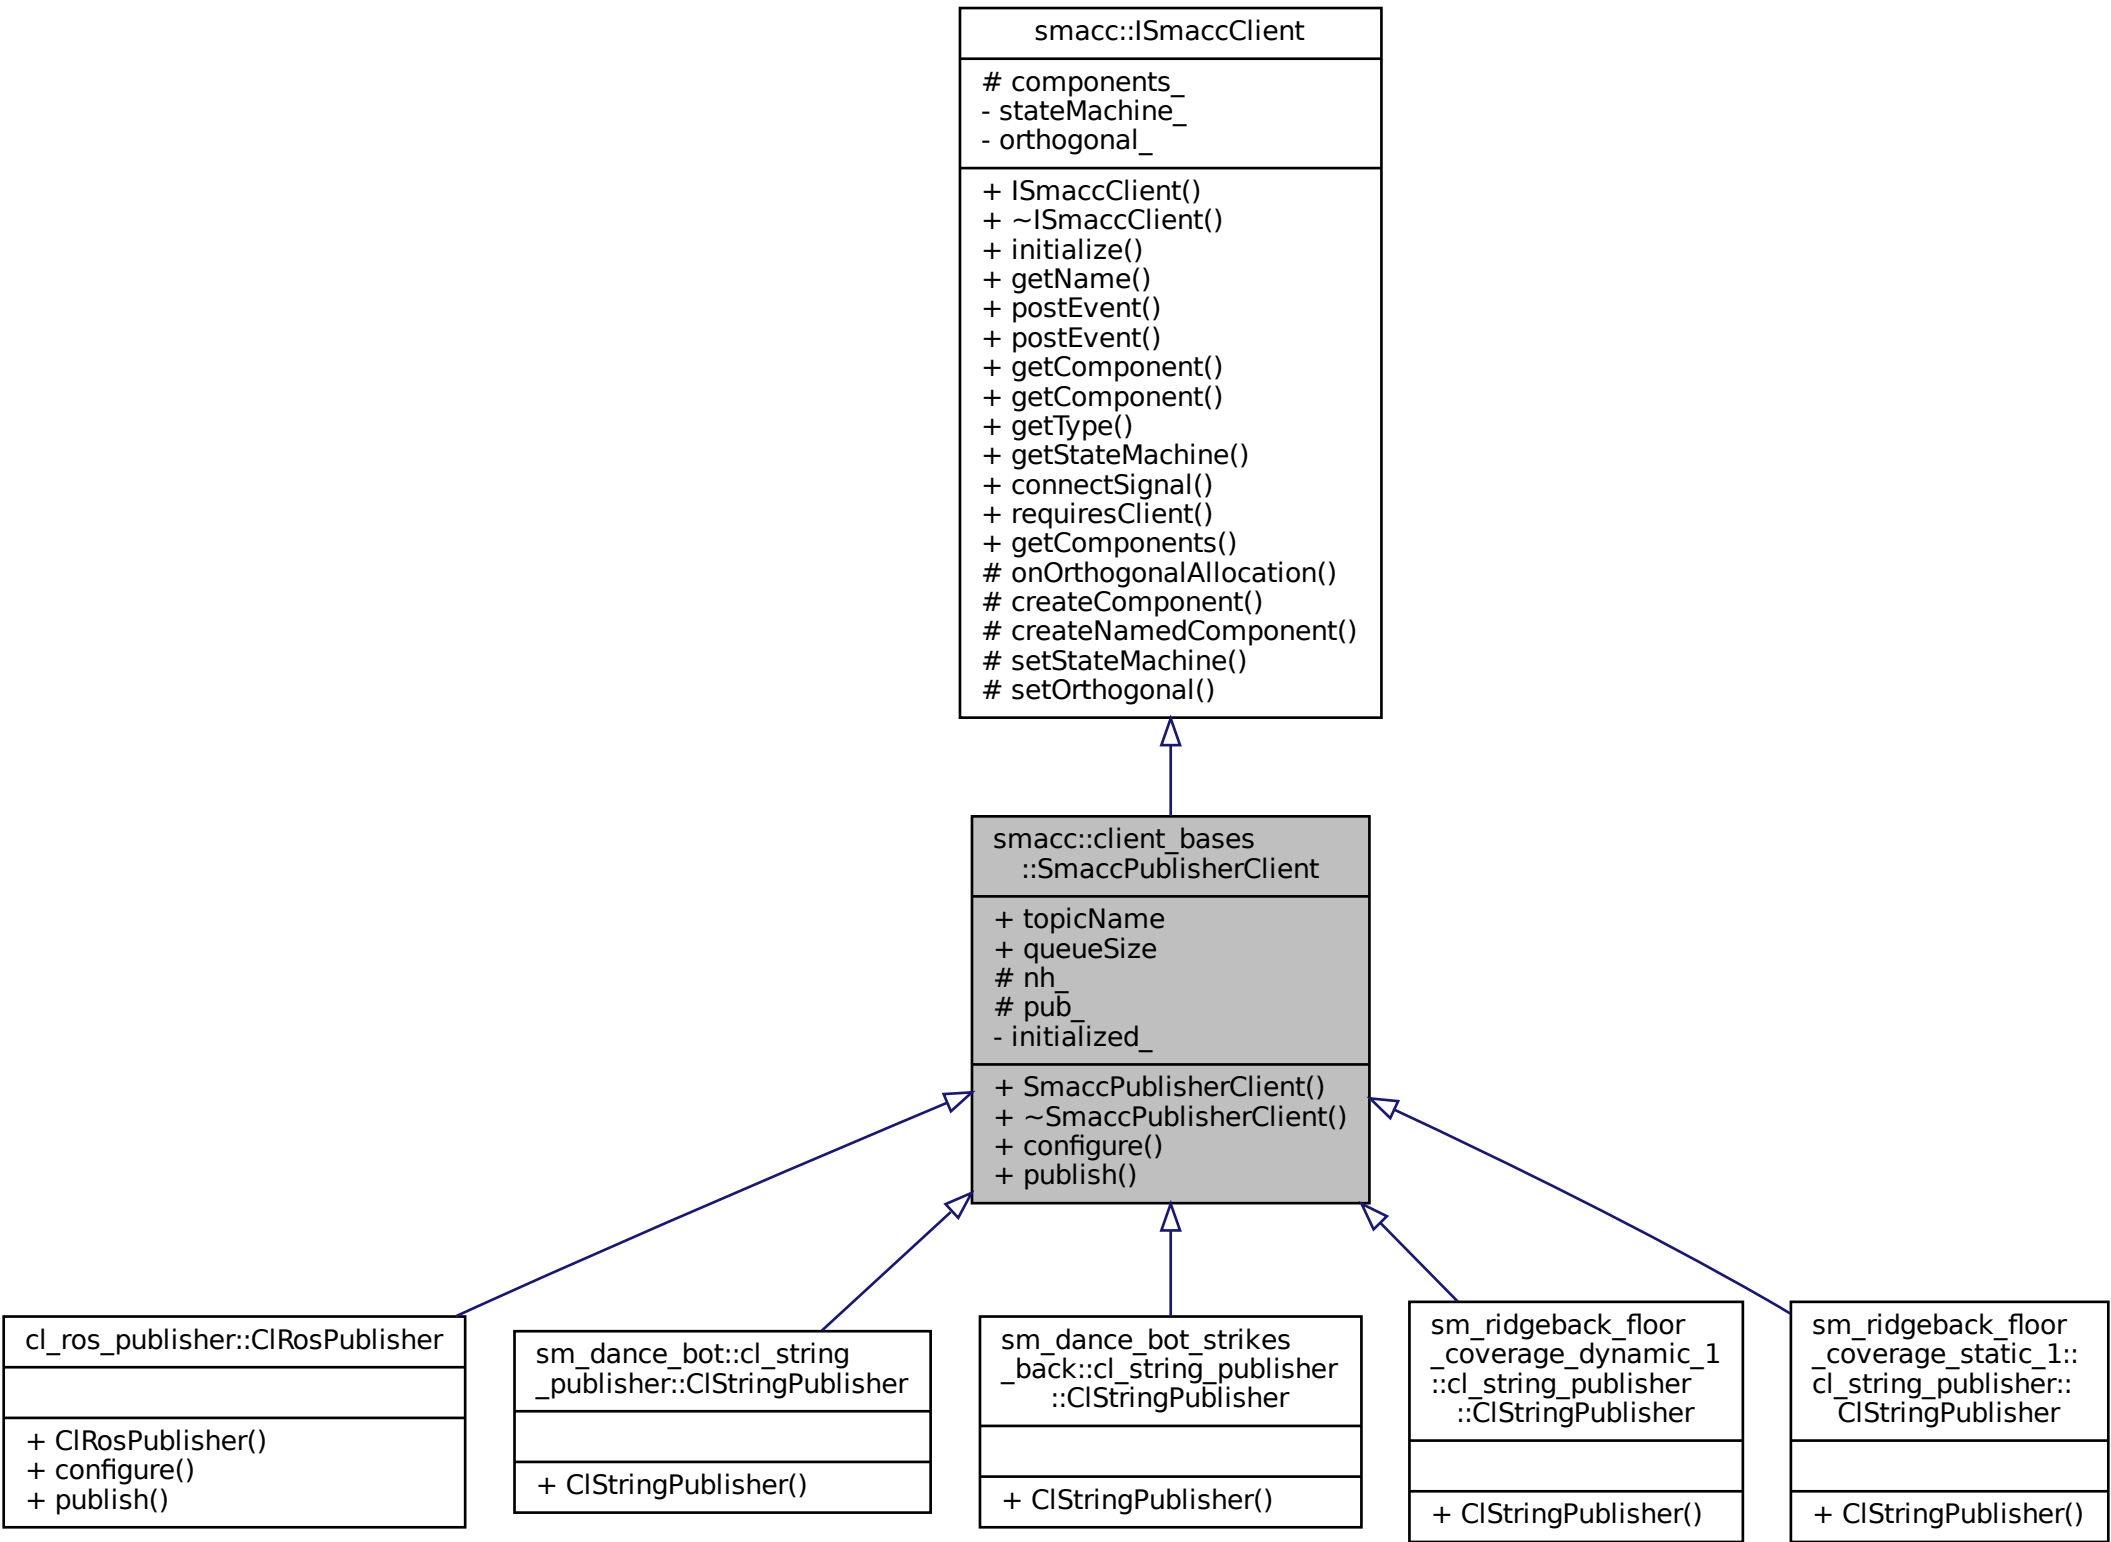 smacc::ISmaccClient
# components_
- stateMachine_
- orthogonal_
+ ISmaccClient()
+ ~ISmaccClient()
+ initialize()
+ getName()
+ postEvent()
+ postEvent()
+ getComponent()
+ getComponent()
+ getType()
+ getStateMachine()
+ connectSignal()
+ requiresClient()
+ getComponents()
# onOrthogonalAllocation()
# createComponent()
# createNamedComponent()
# setStateMachine()
# setOrthogonal()
smacc::client_bases
::SmaccPublisherClient
+ topicName
+ queueSize
# nh_
# pub_
- initialized_
+ SmaccPublisherClient()
+ ~SmaccPublisherClient()
+ configure()
+ publish()
cl_ros_publisher::ClRosPublisher
+ ClRosPublisher()
+ configure()
+ publish()
sm_dance_bot::cl_string
_publisher::ClStringPublisher
+ ClStringPublisher()
sm_dance_bot_strikes
_back::cl_string_publisher
::ClStringPublisher
+ ClStringPublisher()
sm_ridgeback_floor
_coverage_dynamic_1
::cl_string_publisher
::ClStringPublisher
+ ClStringPublisher()
sm_ridgeback_floor
_coverage_static_1::
cl_string_publisher::
ClStringPublisher
+ ClStringPublisher()